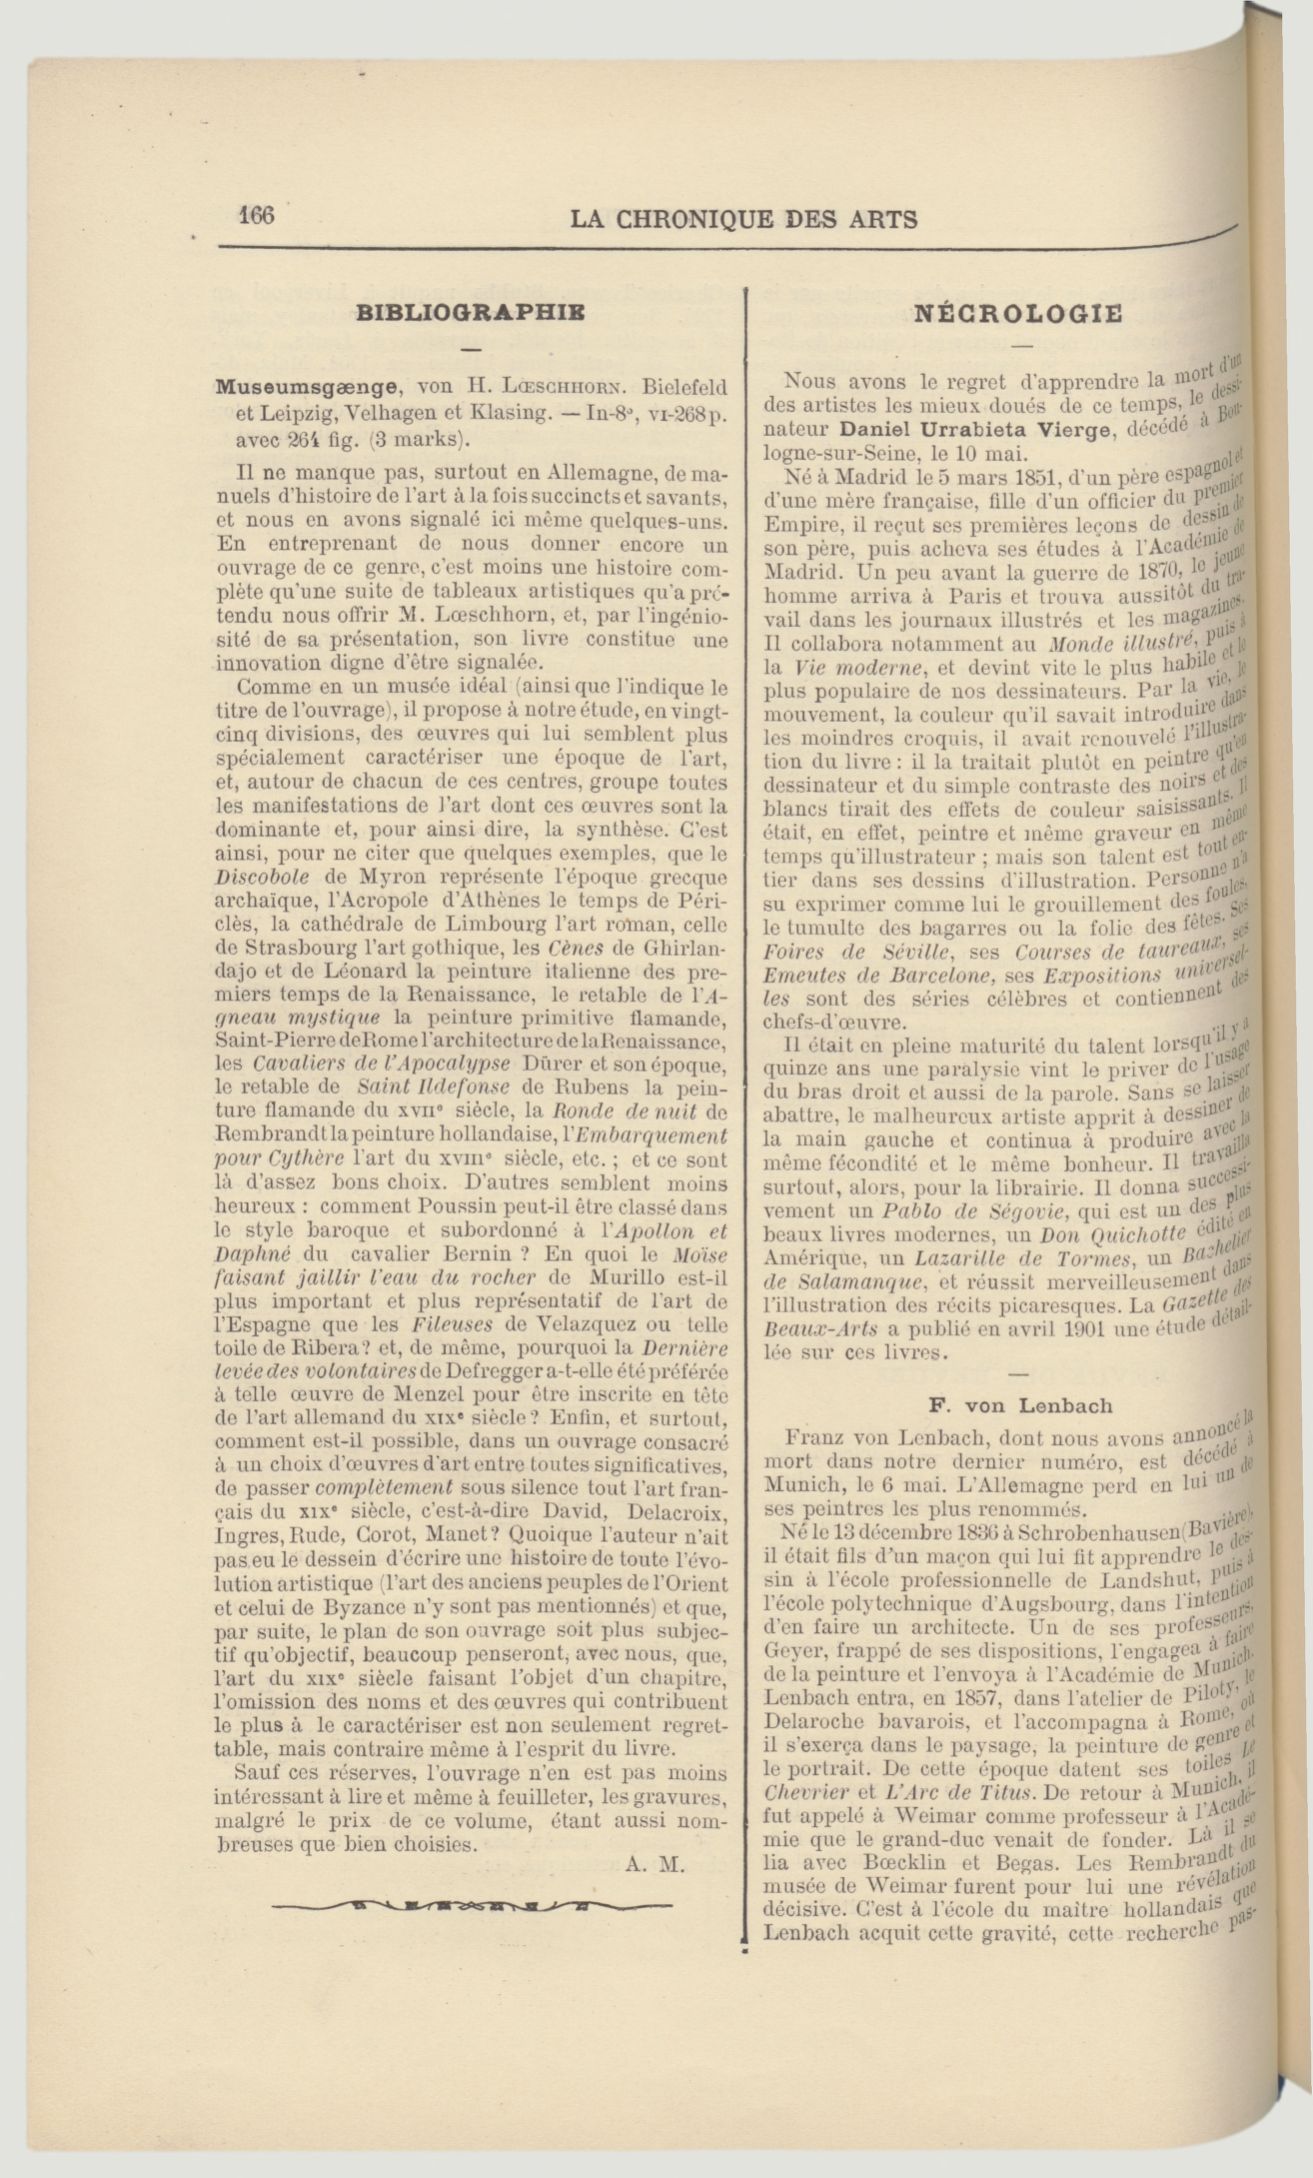 166
LA CHRONIQUE DES ARTS
BIBLIOGRAPHIE
Museumsgænge, von H. Lœschhorn. Bielefeld
et Leipzig, Velhagen et Klasing. — In-8°, vi-268 p.
avec 264 fig. (3 marks).
Il ne manque pas, surtout en Allemagne, de ma-
nuels d'histoire de l'art à la fois succincts et savants,
et nous en avons signalé ici même quelques-uns.
En entreprenant de nous donner encore un
ouvrage de ce genre, c'est moins une histoire com-
plète qu'une suite de tableaux artistiques qu'a pré-
tendu nous offrir M. Lœschhorn, et, par l'ingénio-
sité de sa présentation, son livre constitue une
innovation digne d'être signalée.
Comme en un musée idéal (ainsi que l'indique le
titre de l'ouvrage), il propose à notre étude, en vingt-
cinq divisions, des œuvres qui lui semblent plus
spécialement caractériser une époque de l'art,
et, autour de chacun de ces centres, groupe toutes
les manifestations de l'art dont ces œuvres sont la
dominante et, pour ainsi dire, la synthèse. C'est
ainsi, pour ne citer que quelques exemples, que le
Discobole de Myron représente l'époque grecque
archaïque, l'Acropole d'Athènes le temps de Péri-
clès, la cathédrale de Limbourg l'art roman, celle
de Strasbourg l'art gothique, les Cènes de Ghirlan-
dajo et de Léonard la peinture italienne des pre-
miers temps de la Renaissance, le retable de l'A-
gneau mystique la peinture primitive flamande,
Saint-Pierre de Rome l'architecture de la Renaissance,
les Cavaliers de l'Apocalypse Dürer et son époque,
le retable de Saint Ildefonse de Rubens la pein-
ture flamande du xviie siècle, la Ronde de nuit de
Rembrandt la peinture hollandaise, l'Embarquement
pour Cythère l'art du xviiie siècle, etc. ; et ce sont
là d'assez bons choix. D'autres semblent moins
heureux : comment Poussin peut-il être classé dans
le style baroque et subordonné à l'Apollon et
Daphné du cavalier Bernin ? En quoi le Moïse
faisant jaillir l'eau du rocher de Murillo est-il
plus important et plus représentatif de l'art de
l'Espagne que les Fileuses de Velazquez ou telle
toile de Ribera ? et, de même, pourquoi la Dernière
levée des volontaires de Defregger a-t-elle été préférée
à telle œuvre de Menzel pour être inscrite en tête
de l'art allemand du xixe siècle ? Enfin, et surtout,
comment est-il possible, dans un ouvrage consacré
à un choix d'œuvres d'art entre toutes significatives,
de passer complètement sous silence tout l'art fran-
çais du xixe siècle, c'est-à-dire David, Delacroix,
Ingres, Rude, Corot, Manet? Quoique l'auteur n'ait
pas eu le dessein d'écrire une histoire de toute l'évo-
lution artistique (l'art des anciens peuples de l'Orient
et celui de Byzance n'y sont pas mentionnés) et que,
par suite, le plan de son ouvrage soit plus subjec-
tif qu'objectif, beaucoup penseront, avec nous, que,
l'art du xixe siècle faisant l'objet d'un chapitre,
l'omission des noms et des œuvres qui contribuent
le plus à le caractériser est non seulement regret-
table, mais contraire même à l'esprit du livre.
Sauf ces réserves, l'ouvrage n'en est pas moins
intéressant à lire et même à feuilleter, les gravures,
malgré le prix de ce volume, étant aussi nom-
breuses que bien choisies.
A. M.
NÉCROLOGIE
Nous avons le regret d'apprendre la mort d'un
des artistes les mieux doués de ce temps, le dessi-
nateur Daniel Urrabieta Vierge, décédé à Bou-
logne-sur-Seine, le 10 mai.
Né à Madrid le 5 mars 1851, d'un père espagnol et
d'une mère française, fille d'un officier du premier
Empire, il reçut ses premières leçons de dessin de
son père, puis acheva ses études à l'Académie de
Madrid. Un peu avant la guerre de 1870, le jeune
homme arriva à Paris et trouva aussitôt du tra-
vail dans les journaux illustrés et les magazines.
Il collabora notamment au Monde illustré, puis à
la Vie moderne, et devint vite le plus habile et le
plus populaire de nos dessinateurs. Par la vie, le
mouvement, la couleur qu'il savait introduire dans
les moindres croquis, il avait renouvelé l'illustra-
tion du livre : il la traitait plutôt en peintre qu'en
dessinateur et du simple contraste des noirs et des
blancs tirait des effets de couleur saisissants. Il
était, en effet, peintre et même graveur en même
temps qu'illustrateur ; mais son talent est tout en-
tier dans ses dessins d'illustration. Personne n'a
su exprimer comme lui le grouillement des foules,
le tumulte des bagarres ou la folie des fêtes. Ses
Foires de Séville, ses Courses de taureaux, ses
Emeutes de Barcelone, ses Expositions universel-
les sont des séries célèbres et contiennent des
chefs-d'œuvre.
Il était en pleine maturité du talent lorsqu'il y a
quinze ans une paralysie vint le priver de l'usage
du bras droit et aussi de la parole. Sans se laisser
abattre, le malheureux artiste apprit à dessiner de
la main gauche et continua à produire avec la
même fécondité et le même bonheur. Il travailla
surtout, alors, pour la librairie. Il donna successi-
vement un Pablo de Ségovie, qui est un des plus
beaux livres modernes, un Don Quichotte édité en
Amérique, un Lazarille de Tormes, un Bachelier
de Salamanque, et réussit merveilleusement dans
l'illustration des récits picaresques. La Gazette des
Beaux-Arts a publié en avril 1901 une étude détail-
lée sur ces livres.
F. von Lenbach
Franz von Lenbach, dont nous avons annoncé la
mort dans notre dernier numéro, est décédé à
Munich, le 6 mai. L'Allemagne perd en lui un de
ses peintres les plus renommés.
Né le 13 décembre 1836 à Schrobenhausen (Bavière),
il était fils d'un maçon qui lui fit apprendre le des-
sin à l'école professionnelle de Landshut, puis à
l'école polytechnique d'Augsbourg, dans l'intention
d'en faire un architecte. Un de ses professeurs,
Geyer, frappé de ses dispositions, l'engagea à faire
de la peinture et l'envoya à l'Académie de Munich.
Lenbach entra, en 1857, dans l'atelier de Piloty, le
Delaroche bavarois, et l'accompagna à Rome, où
il s'exerça dans le paysage, la peinture de genre et
le portrait. De cette époque datent ses toiles Le
Chevrier et L'Arc de Titus. De retour à Munich, il
fut appelé à Weimar comme professeur à l'Acadé-
mie que le grand-duc venait de fonder. Là il se
lia avec Bœcklin et Begas. Les Rembrandt du
musée de Weimar furent pour lui une révélation
décisive. C'est à l'école du maître hollandais que
Lenbach acquit cette gravité, cette recherche pas-